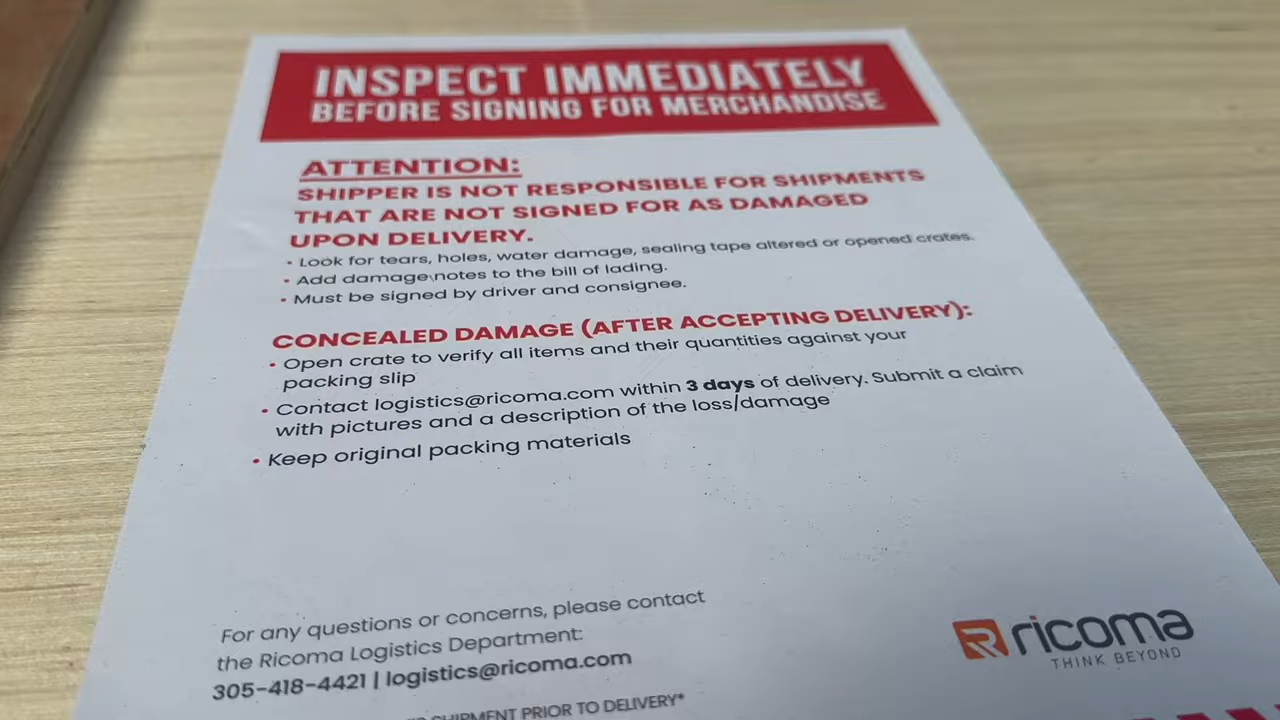 INSPECT IMMEDIATELY
BEFORE SIGNING FOR MERCHANDISE
ATTENTION:
SHIPPER IS NOT RESPONSIBLE FOR SHIPMENTS
THAT ARE NOT SIGNED FOR AS DAMAGED
UPON DELIVERY.
• Look for tears, holes, water damage, sealing tape altered or opened crates.
• Add damage notes to the bill of lading.
• Must be signed by driver and consignee.
CONCEALED DAMAGE (AFTER ACCEPTING DELIVERY):
• Open crate to verify all items and their quantities against your
packing slip
• Contact logistics@ricoma.com within 3 days of delivery. Submit a claim
with pictures and a description of the loss/damage
• Keep original packing materials
For any questions or concerns, please contact
the Ricoma Logistics Department:
305-418-4421 | logistics@ricoma.com
ricoma
THINK BEYOND
SHIPMENT PRIOR TO DELIVERY*